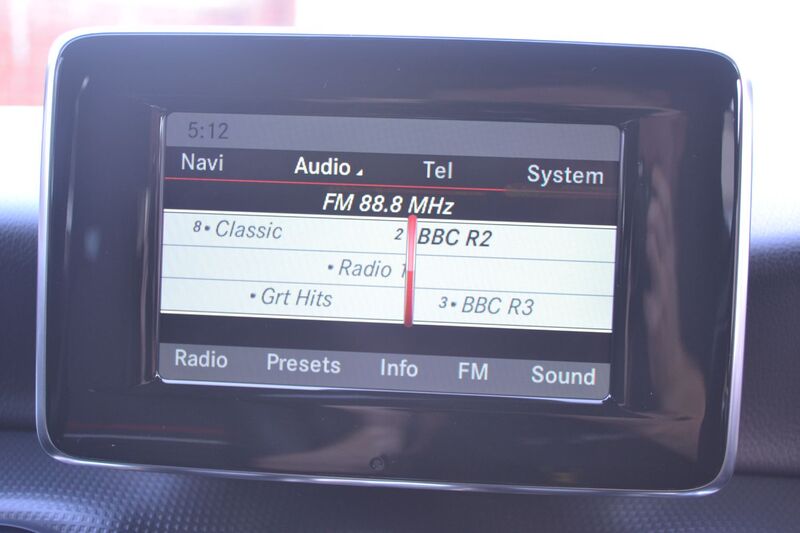 5:12
Navi Audio Tel System
FM 88.8 MHz
8• Classic 2 BBC R2
• Radio 1
• Grt Hits 3• BBC R3
Radio Presets Info FM Sound